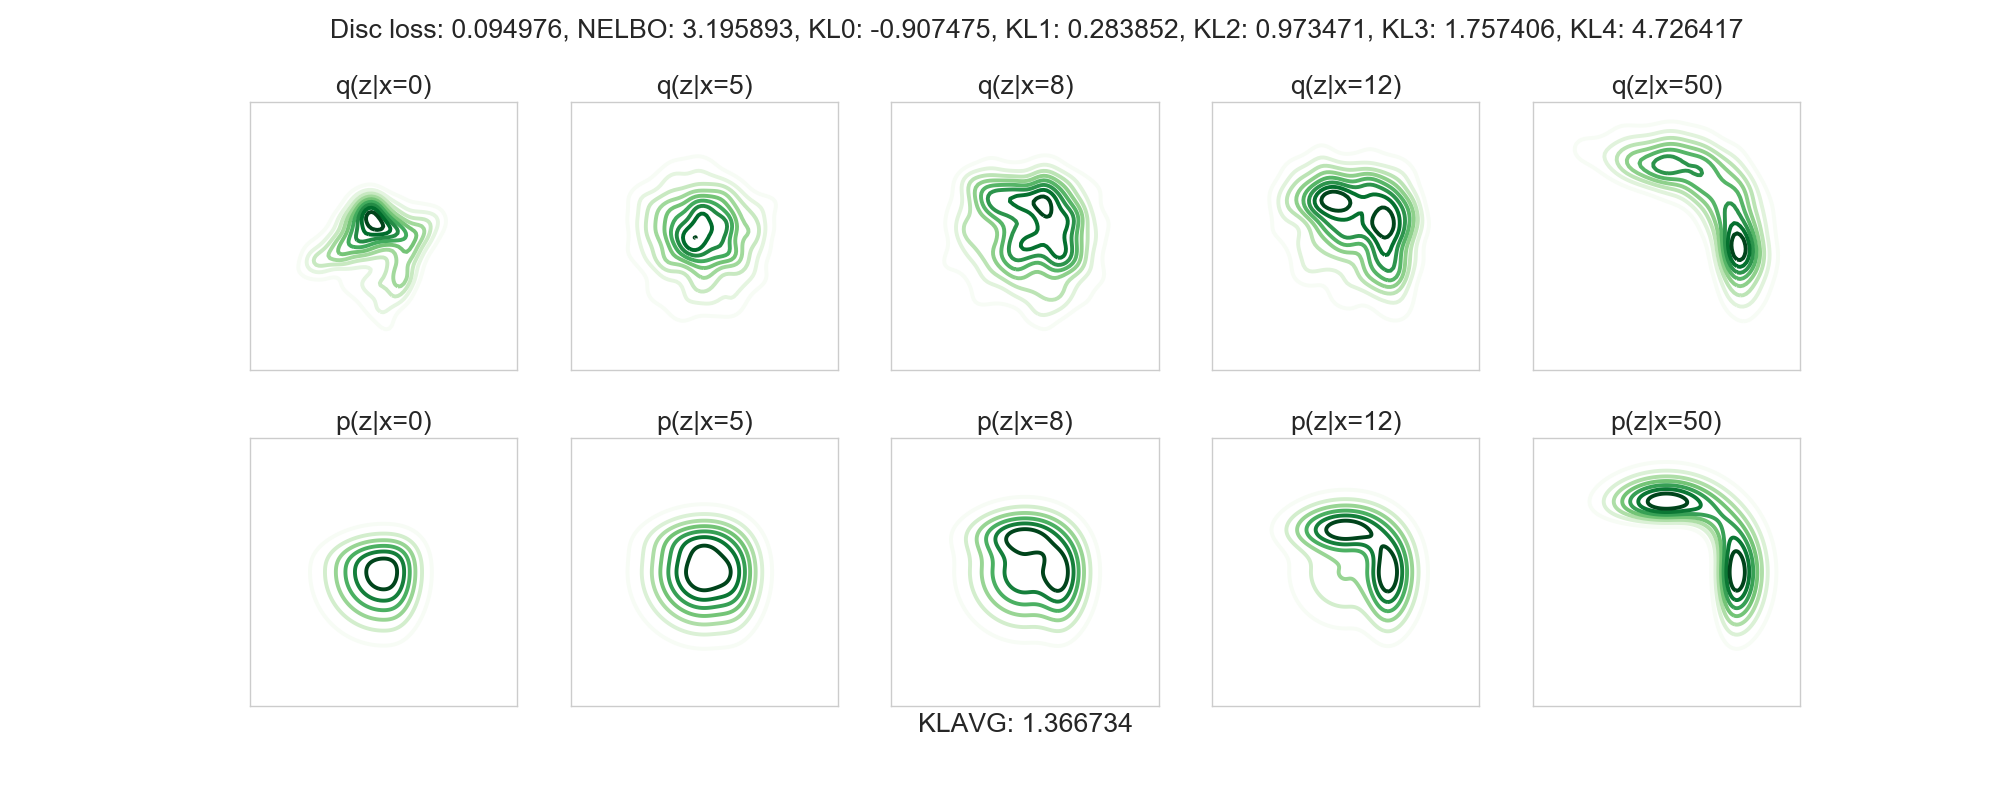 Disc loss: 0.094976, NELBO: 3.195893, KL0: -0.907475, KL1: 0.283852, KL2: 0.973471, KL3: 1.757406, KL4: 4.726417
q(z|x=0) q(z|x=5) q(z|x=8) q(z|x=12) q(z|x=50)
p(z|x=0) p(z|x=5) p(z|x=8) p(z|x=12) p(z|x=50)
KLAVG: 1.366734